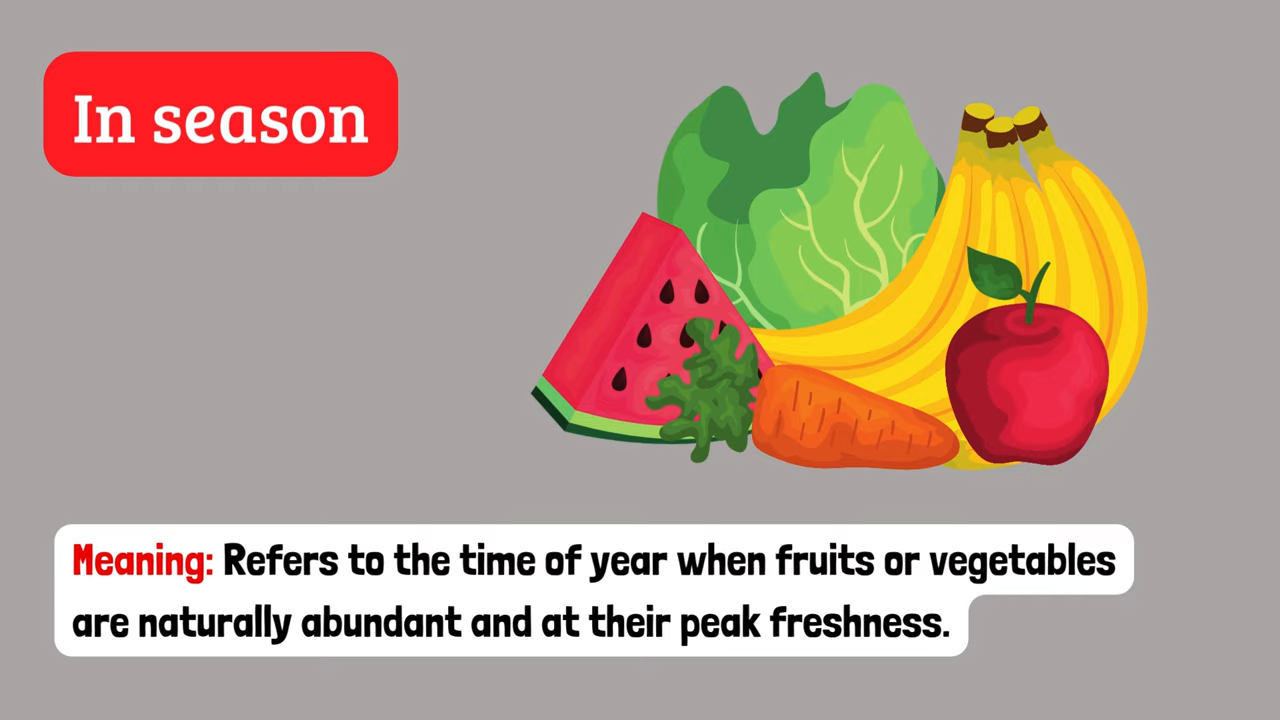 In season
Meaning: Refers to the time of year when fruits or vegetables
are naturally abundant and at their peak freshness.